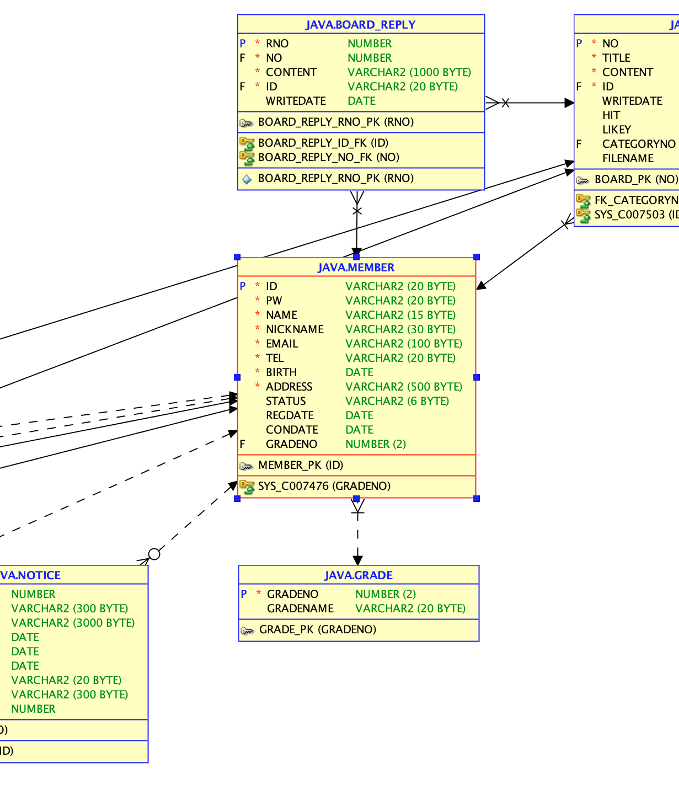 JAVA.BOARD_REPLY
P * RNO NUMBER
F * NO NUMBER
* CONTENT VARCHAR2 (1000 BYTE)
F * ID VARCHAR2 (20 BYTE)
WRITEDATE DATE
BOARD_REPLY_RNO_PK (RNO)
BOARD_REPLY_ID_FK (ID)
BOARD_REPLY_NO_FK (NO)
BOARD_REPLY_RNO_PK (RNO)
JA
P * NO
* TITLE
* CONTENT
F * ID
WRITEDATE
HIT
LIKEY
F CATEGORYNO
FILENAME
BOARD_PK (NO)
FK_CATEGORYN
SYS_C007503 (ID
JAVA.MEMBER
P * ID VARCHAR2 (20 BYTE)
* PW VARCHAR2 (20 BYTE)
* NAME VARCHAR2 (15 BYTE)
* NICKNAME VARCHAR2 (30 BYTE)
* EMAIL VARCHAR2 (100 BYTE)
* TEL VARCHAR2 (20 BYTE)
* BIRTH DATE
* ADDRESS VARCHAR2 (500 BYTE)
STATUS VARCHAR2 (6 BYTE)
REGDATE DATE
CONDATE DATE
F GRADENO NUMBER (2)
MEMBER_PK (ID)
SYS_C007476 (GRADENO)
VA.NOTICE
NUMBER
VARCHAR2 (300 BYTE)
VARCHAR2 (3000 BYTE)
DATE
DATE
DATE
VARCHAR2 (20 BYTE)
VARCHAR2 (300 BYTE)
NUMBER
O)
ID)
JAVA.GRADE
P * GRADENO NUMBER (2)
GRADENAME VARCHAR2 (20 BYTE)
GRADE_PK (GRADENO)